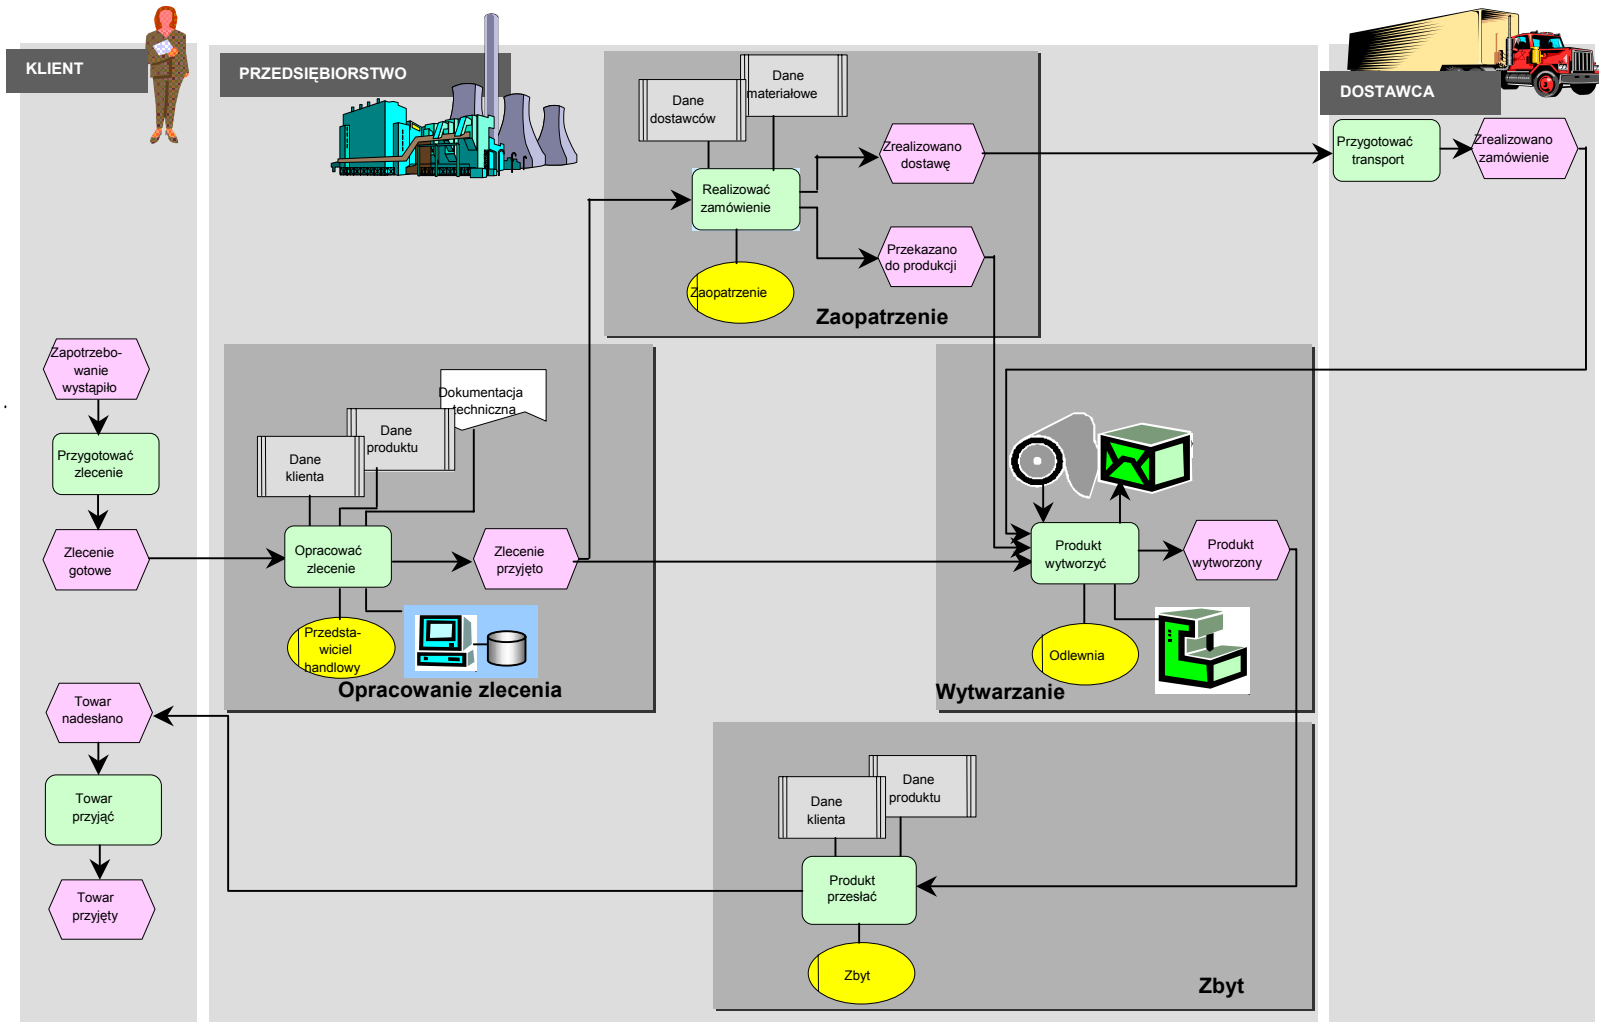 KLIENT
PRZEDSIĘBIORSTWO
DOSTAWCA
Dane
materiałowe
Dane
dostawców
Zrealizowano
dostawę
Realizować
zamówienie
Przekazano
do produkcji
Zaopatrzenie
Zaopatrzenie
Przygotować
transport
Zrealizowano
zamówienie
Zapotrzebo-
wanie
wystąpiło
Przygotować
zlecenie
Zlecenie
gotowe
Dokumentacja
techniczna
Dane
produktu
Dane
klienta
Opracować
zlecenie
Zlecenie
przyjęto
Przedsta-
wiciel
handlowy
Opracowanie zlecenia
Produkt
wytworzyć
Produkt
wytworzony
Odlewnia
Wytwarzanie
Towar
nadesłano
Towar
przyjąć
Towar
przyjęty
Dane
produktu
Dane
klienta
Produkt
przesłać
Zbyt
Zbyt